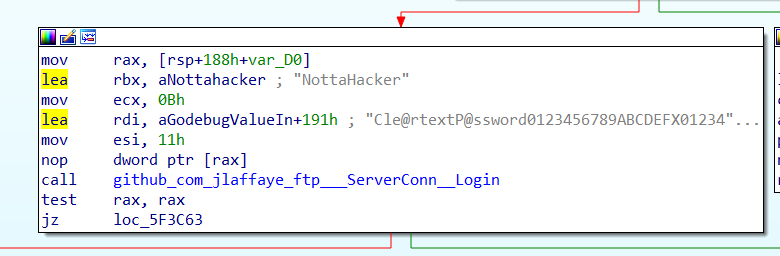 mov     rax, [rsp+188h+var_D0]
lea     rbx, aNottahacker ; "NottaHacker"
mov     ecx, 0Bh
lea     rdi, aGodebugValueIn+191h ; "Cle@rtextP@ssword0123456789ABCDEFX01234"...
mov     esi, 11h
nop     dword ptr [rax]
call    github_com_jlaffaye_ftp___ServerConn__Login
test    rax, rax
jz      loc_5F3C63